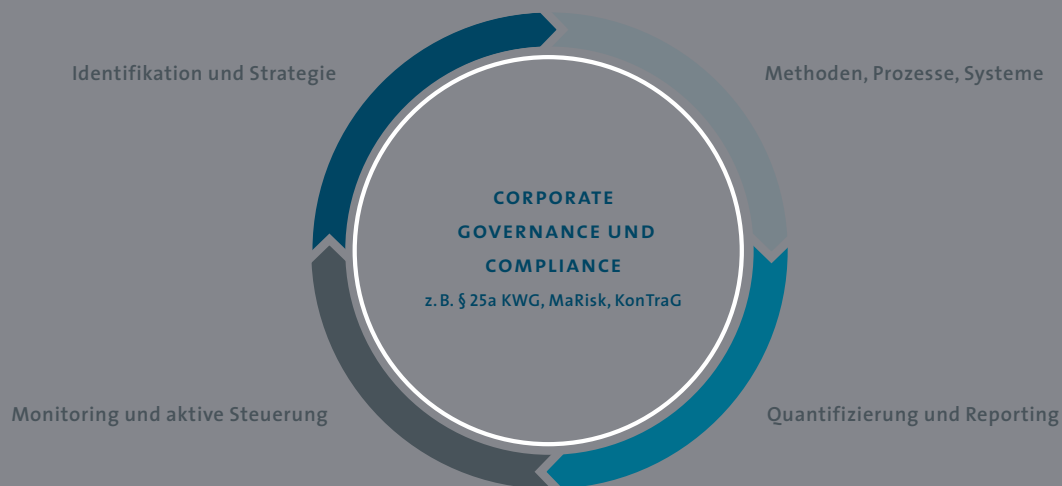 Identifikation und Strategie
Methoden, Prozesse, Systeme
CORPORATE
GOVERNANCE UND
COMPLIANCE
z. B. § 25a KWG, MaRisk, KonTraG
Monitoring und aktive Steuerung
Quantifizierung und Reporting